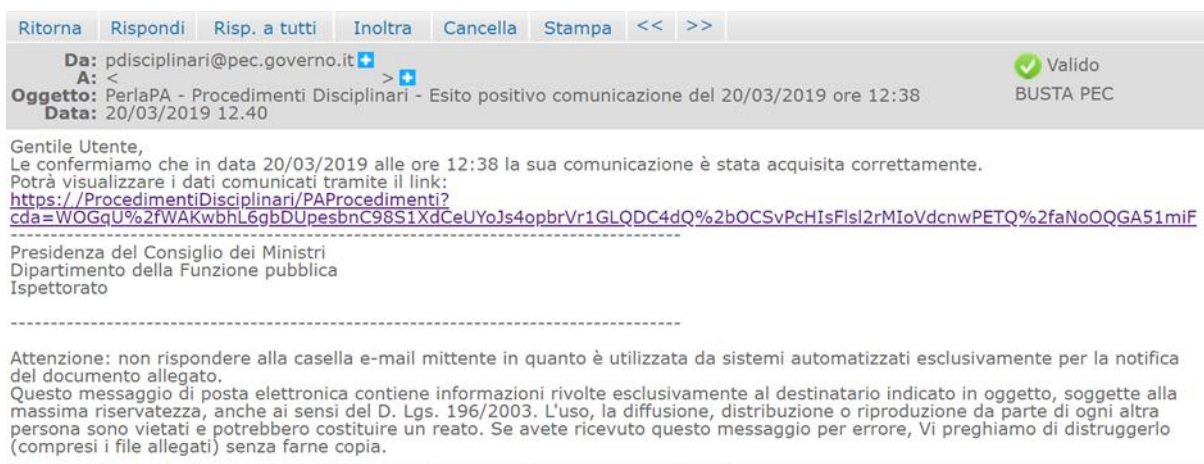 Ritorna Rispondi Risp. a tutti Inoltra Cancella Stampa << >>
Da: pdisciplinari@pec.governo.it
A: < >
Oggetto: PerlaPA - Procedimenti Disciplinari - Esito positivo comunicazione del 20/03/2019 ore 12:38
Data: 20/03/2019 12.40
Valido
BUSTA PEC
Gentile Utente,
Le confermiamo che in data 20/03/2019 alle ore 12:38 la sua comunicazione è stata acquisita correttamente.
Potrà visualizzare i dati comunicati tramite il link:
https://ProcedimentiDisciplinari/PAProcedimenti?
cda=WOGqU%2fWAKwbhL6gbDUpesbnC98S1XdCeUYoJs4opbrVr1GLQDC4dQ%2bOCSvPcHIsFlsl2rMIoVdcnwPETQ%2faNoOQGA51miF
------------------------------------------------------------------------------------
Presidenza del Consiglio dei Ministri
Dipartimento della Funzione pubblica
Ispettorato
------------------------------------------------------------------------------------
Attenzione: non rispondere alla casella e-mail mittente in quanto è utilizzata da sistemi automatizzati esclusivamente per la notifica
del documento allegato.
Questo messaggio di posta elettronica contiene informazioni rivolte esclusivamente al destinatario indicato in oggetto, soggette alla
massima riservatezza, anche ai sensi del D. Lgs. 196/2003. L'uso, la diffusione, distribuzione o riproduzione da parte di ogni altra
persona sono vietati e potrebbero costituire un reato. Se avete ricevuto questo messaggio per errore, Vi preghiamo di distruggerlo
(compresi i file allegati) senza farne copia.